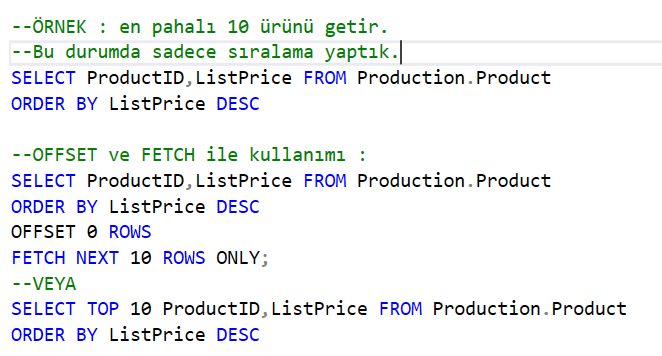 --ÖRNEK : en pahalı 10 ürünü getir.
--Bu durumda sadece sıralama yaptık.
SELECT ProductID,ListPrice FROM Production.Product
ORDER BY ListPrice DESC
--OFFSET ve FETCH ile kullanımı :
SELECT ProductID,ListPrice FROM Production.Product
ORDER BY ListPrice DESC
OFFSET 0 ROWS
FETCH NEXT 10 ROWS ONLY;
--VEYA
SELECT TOP 10 ProductID,ListPrice FROM Production.Product
ORDER BY ListPrice DESC